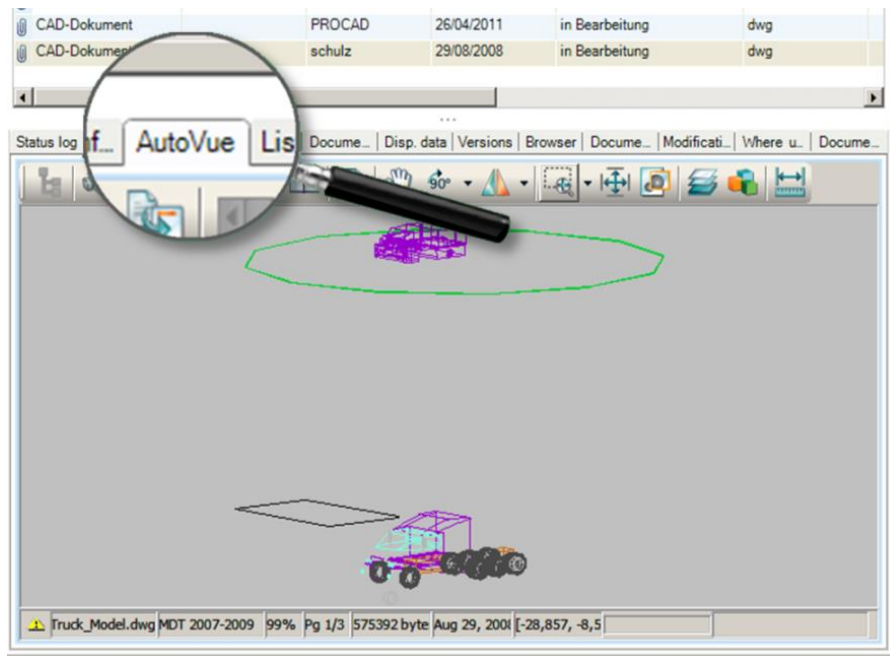 CAD-Dokument PROCAD 26/04/2011 in Bearbeitung dwg
CAD-Dokument schulz 29/08/2008 in Bearbeitung dwg
Status log nf... AutoVue Lis Docume... Disp. data Versions Browser Docume... Modificati... Where u... Docume...
90°
Truck_Model.dwg MDT 2007-2009 99% Pg 1/3 575392 byte Aug 29, 2008 [-28,857, -8,5